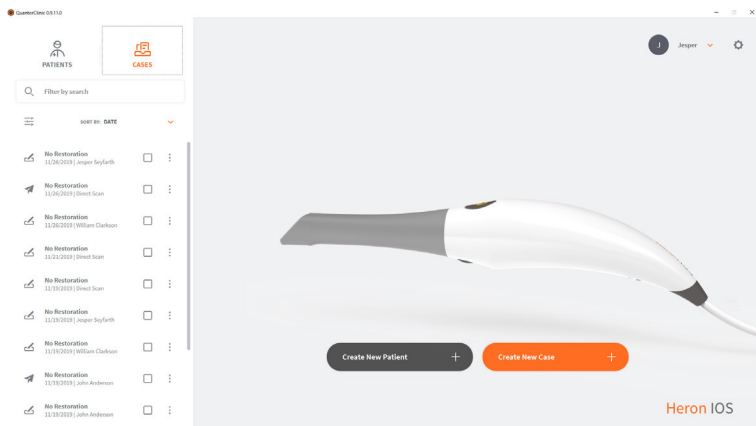 QuantorClinic 0.9.11.0
PATIENTS
CASES
Filter by search
SORT BY: DATE
No Restoration
11/28/2019 | Jesper Seyfarth
No Restoration
11/26/2019 | Direct Scan
No Restoration
11/26/2019 | William Clarkson
No Restoration
11/21/2019 | Direct Scan
No Restoration
11/19/2019 | Direct Scan
No Restoration
11/19/2019 | Jesper Seyfarth
No Restoration
11/19/2019 | William Clarkson
No Restoration
11/19/2019 | John Anderson
No Restoration
11/19/2019 | John Anderson
J Jesper
Create New Patient
Create New Case
Heron IOS